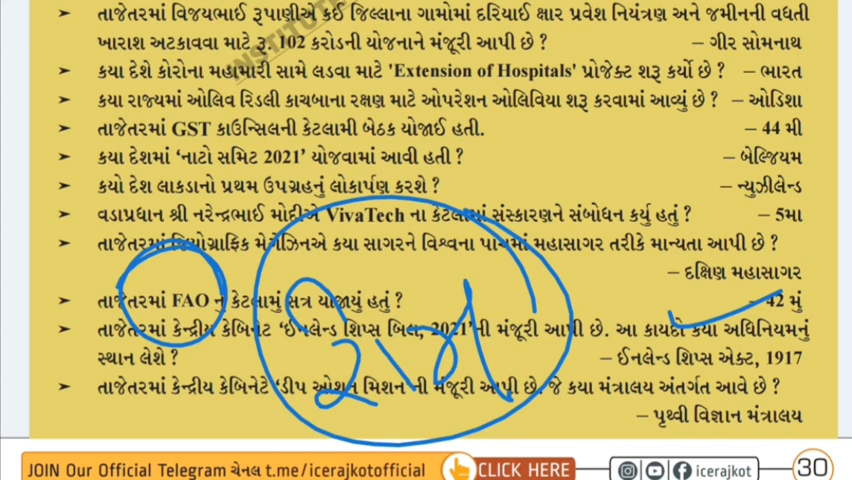 ➤ તાજેતરમાં વિજયભાઈ રૂપાણીએ કઈ જિલ્લાના ગામોમાં દરિયાઈ ક્ષાર પ્રવેશ નિયંત્રણ અને જમીનની વધતી
ખારાશ અટકાવવા માટે રૂ. 102 કરોડની યોજનાને મંજૂરી આપી છે ? – ગીર સોમનાથ
➤ કયા દેશે કોરોના મહામારી સામે લડવા માટે 'Extension of Hospitals' પ્રોજેક્ટ શરૂ કર્યો છે ? – ભારત
➤ કયા રાજ્યમાં ઓલિવ રિડલી કાચબાના રક્ષણ માટે ઓપરેશન ઓલિવિયા શરૂ કરવામાં આવ્યું છે ? – ઓડિશા
➤ તાજેતરમાં GST કાઉન્સિલની કેટલામી બેઠક યોજાઈ હતી. – 44 મી
➤ કયા દેશમાં 'નાટો સમિટ 2021' યોજવામાં આવી હતી ? – બેલ્જિયમ
➤ કયો દેશ લાકડાનો પ્રથમ ઉપગ્રહનું લોકાર્પણ કરશે ? – ન્યુઝીલેન્ડ
➤ વડાપ્રધાન શ્રી નરેન્દ્રભાઈ મોદીએ VivaTech ના કેટલામાં સંસ્કારણને સંબોધન કર્યુ હતું ? – 5મા
➤ તાજેતરમાં જિયોગ્રાફિક મેગેઝિનએ કયા સાગરને વિશ્વના પાંચમાં મહાસાગર તરીકે માન્યતા આપી છે ?
– દક્ષિણ મહાસાગર
➤ તાજેતરમાં FAO નું કેટલામું સત્ર યોજાયું હતું ? – 42 મું
➤ તાજેતરમાં કેન્દ્રીય કેબિનેટ 'ઈનલેન્ડ શિપ્સ બિલ, 2021'ની મંજૂરી આપી છે. આ કાયદો કયા અધિનિયમનું
સ્થાન લેશે ? – ઈનલેન્ડ શિપ્સ એક્ટ, 1917
➤ તાજેતરમાં કેન્દ્રીય કેબિનેટે 'ડીપ ઓશન મિશન'ની મંજૂરી આપી છે. જે કયા મંત્રાલય અંતર્ગત આવે છે ?
– પૃથ્વી વિજ્ઞાન મંત્રાલય
INSTITUTE
JOIN Our Official Telegram ચેનલ t.me/icerajkotofficial CLICK HERE icerajkot 30